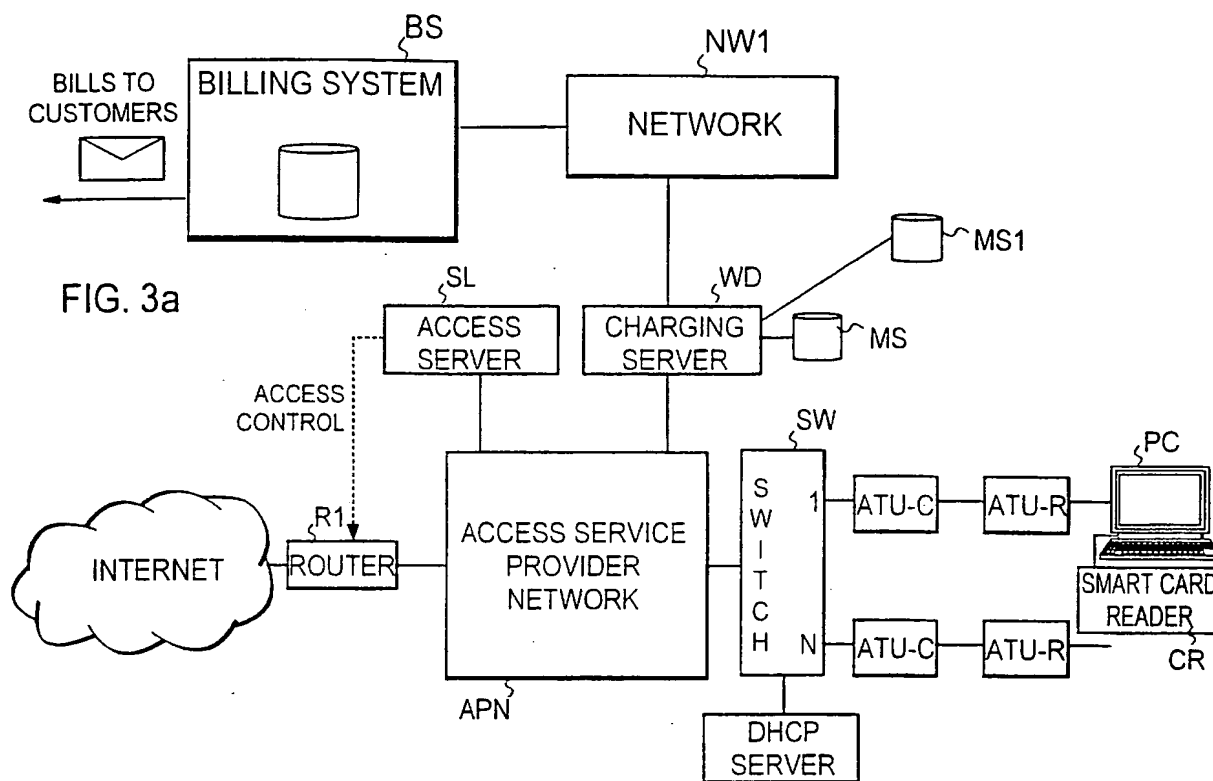 BS
NW1
BILLS TO
CUSTOMERS
BILLING SYSTEM
NETWORK
MS1
FIG. 3a
SL
WD
ACCESS
SERVER
CHARGING
SERVER
MS
ACCESS
CONTROL
SW
PC
SWITCH
1
ATU-C
ATU-R
R1
INTERNET
ROUTER
ACCESS SERVICE
PROVIDER
NETWORK
SMART CARD
READER
N
ATU-C
ATU-R
CR
APN
DHCP
SERVER